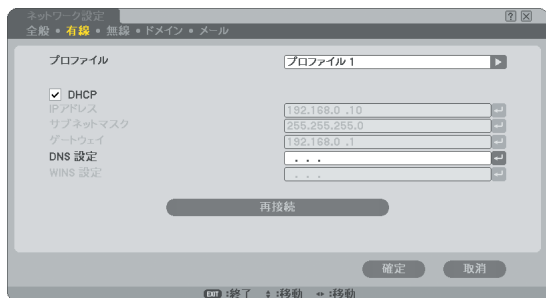 ネットワーク設定
全般 • 有線 • 無線 • ドメイン • メール
プロファイル プロファイル 1
DHCP
IPアドレス 192.168.0 .10
サブネットマスク 255.255.255.0
ゲートウェイ 192.168.0 .1
DNS 設定 . . .
WINS 設定 . . .
再接続
確定 取消
EXIT :終了 :移動 :移動